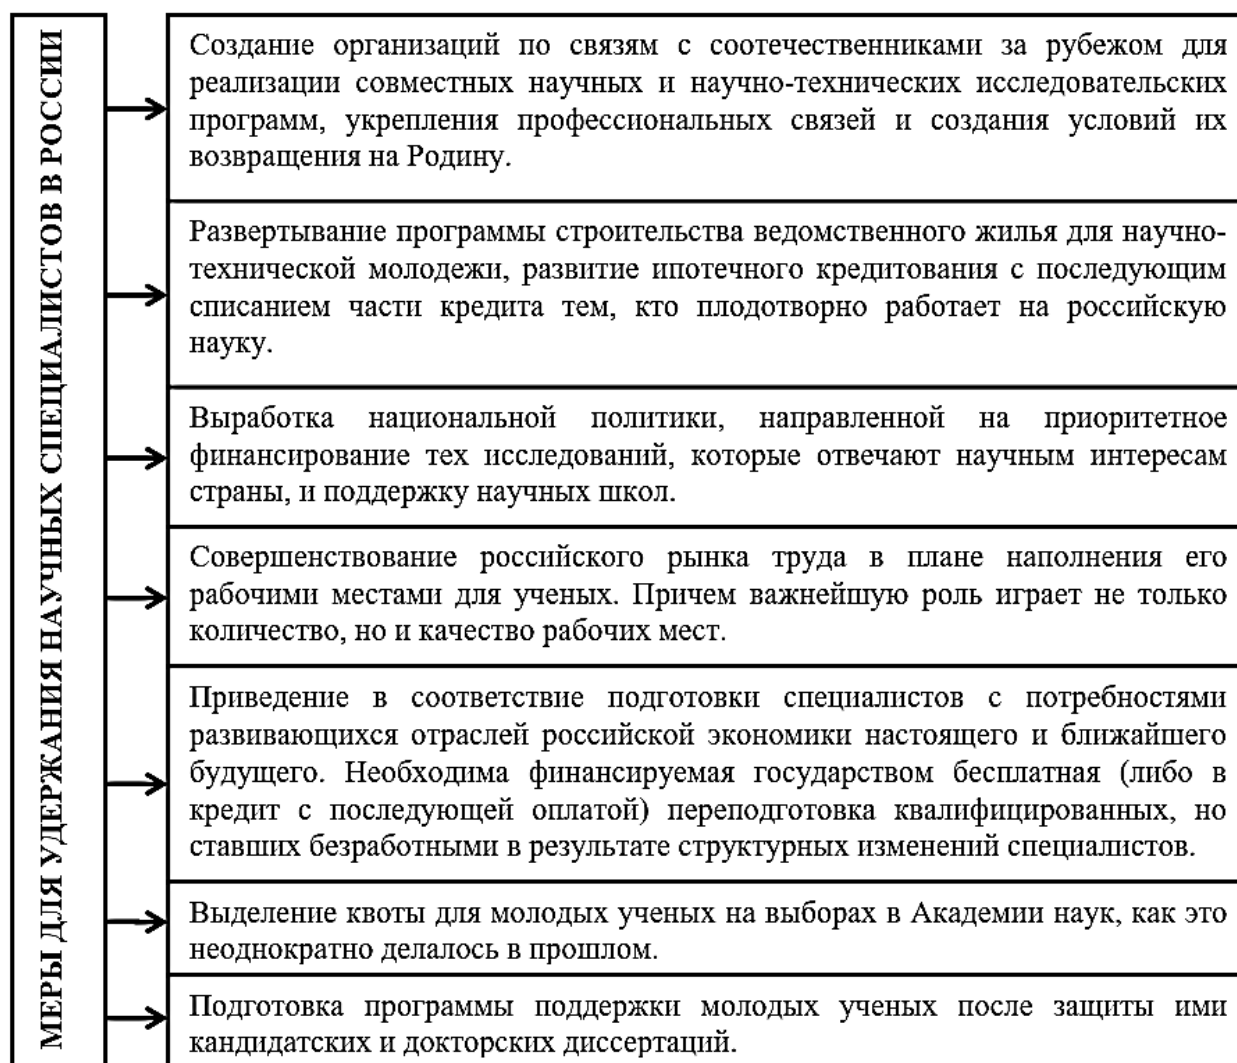 МЕРЫ ДЛЯ УДЕРЖАНИЯ НАУЧНЫХ СПЕЦИАЛИСТОВ В РОССИИ
Создание организаций по связям с соотечественниками за рубежом для
реализации совместных научных и научно-технических исследовательских
программ, укрепления профессиональных связей и создания условий их
возвращения на Родину.
Развертывание программы строительства ведомственного жилья для научно-
технической молодежи, развитие ипотечного кредитования с последующим
списанием части кредита тем, кто плодотворно работает на российскую
науку.
Выработка национальной политики, направленной на приоритетное
финансирование тех исследований, которые отвечают научным интересам
страны, и поддержку научных школ.
Совершенствование российского рынка труда в плане наполнения его
рабочими местами для ученых. Причем важнейшую роль играет не только
количество, но и качество рабочих мест.
Приведение в соответствие подготовки специалистов с потребностями
развивающихся отраслей российской экономики настоящего и ближайшего
будущего. Необходима финансируемая государством бесплатная (либо в
кредит с последующей оплатой) переподготовка квалифицированных, но
ставших безработными в результате структурных изменений специалистов.
Выделение квоты для молодых ученых на выборах в Академии наук, как это
неоднократно делалось в прошлом.
Подготовка программы поддержки молодых ученых после защиты ими
кандидатских и докторских диссертаций.